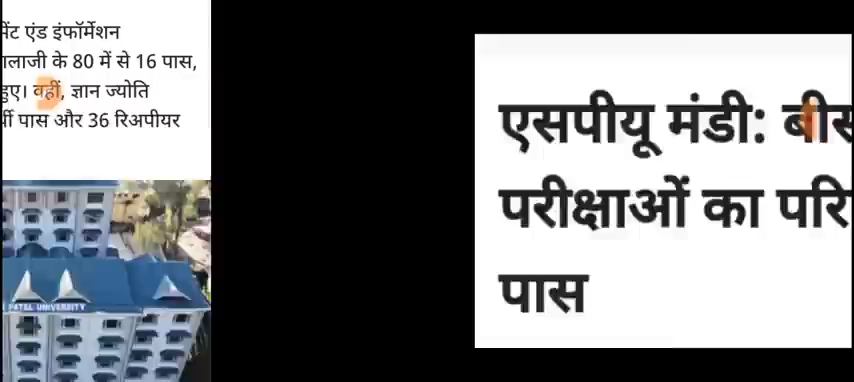 मेंट एंड इंफॉर्मेशन
के 80 में से 16 पास,
हुए। वहीं, ज्ञान ज्योति
पास और 36 रिअपीयर
PATEL UNIVERSITY
एसपीयू मंडी:
परीक्षाओं का
पास